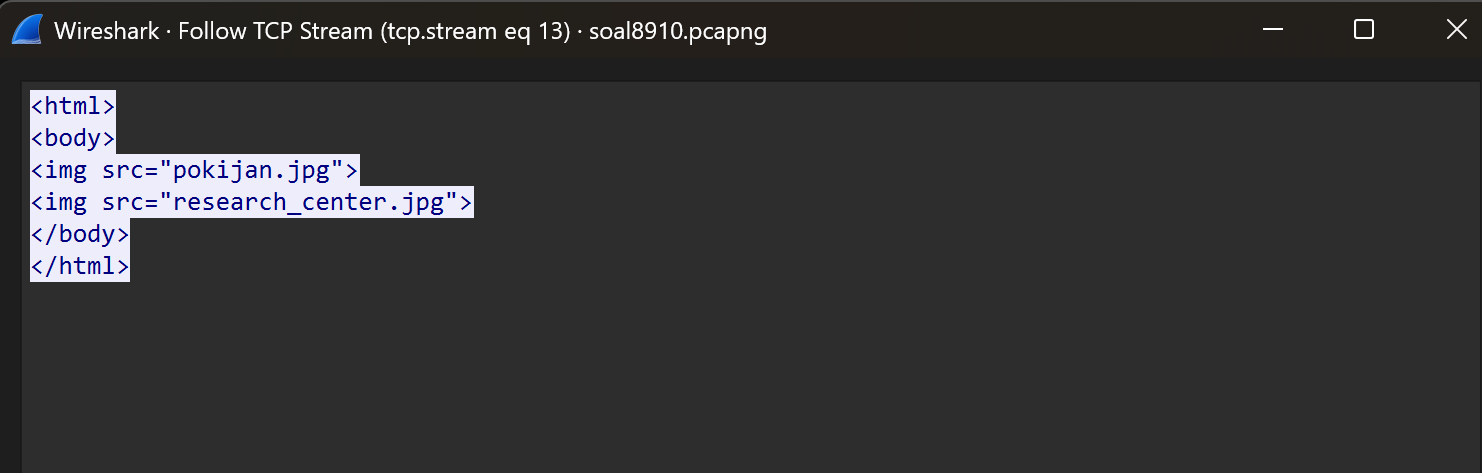 Wireshark · Follow TCP Stream (tcp.stream eq 13) · soal8910.pcapng
<html>
<body>
<img src="pokijan.jpg">
<img src="research_center.jpg">
</body>
</html>